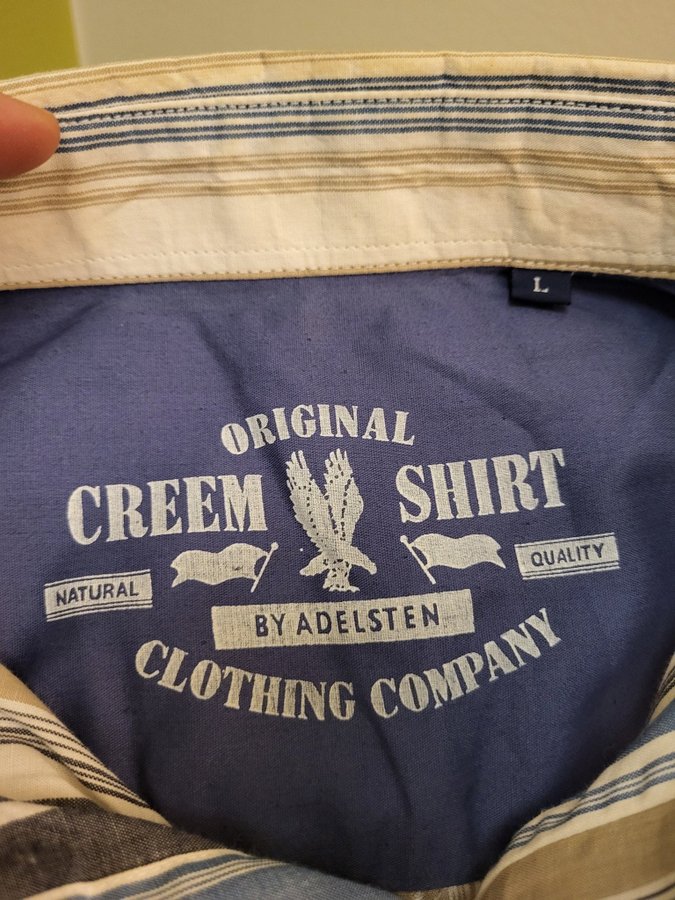 L
ORIGINAL
CREEM SHIRT
NATURAL
QUALITY
BY ADELSTEN
CLOTHING COMPANY